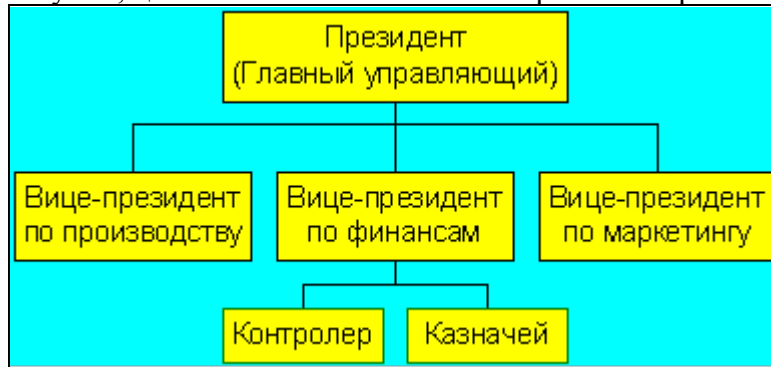 Президент
(Главный управляющий)
Вице-президент
по производству
Вице-президент
по финансам
Вице-президент
по маркетингу
Контролер
Казначей